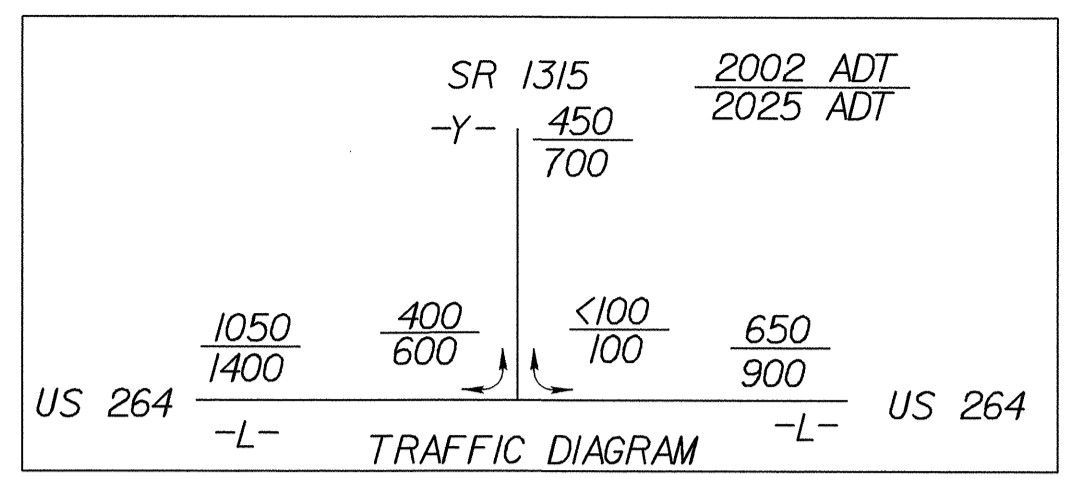 SR 1315
2002 ADT
2025 ADT
-Y-
450
700
1050
1400
400
600
<100
100
650
900
US 264
US 264
-L-
-L-
TRAFFIC DIAGRAM